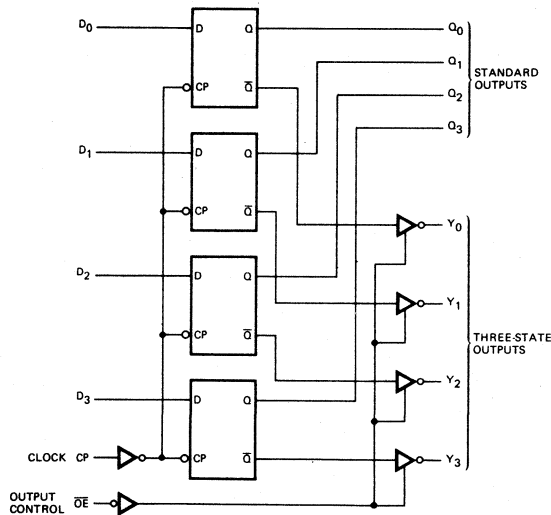 D0 D Q Q0
Q1
STANDARD
OUTPUTS
CP Q̅ Q2
Q3
D1 D Q
CP Q̅
Y0
D2 D Q
Y1
CP Q̅
THREE-STATE
OUTPUTS
Y2
D3 D Q
CLOCK CP CP Q̅ Y3
OUTPUT
CONTROL O̅E̅